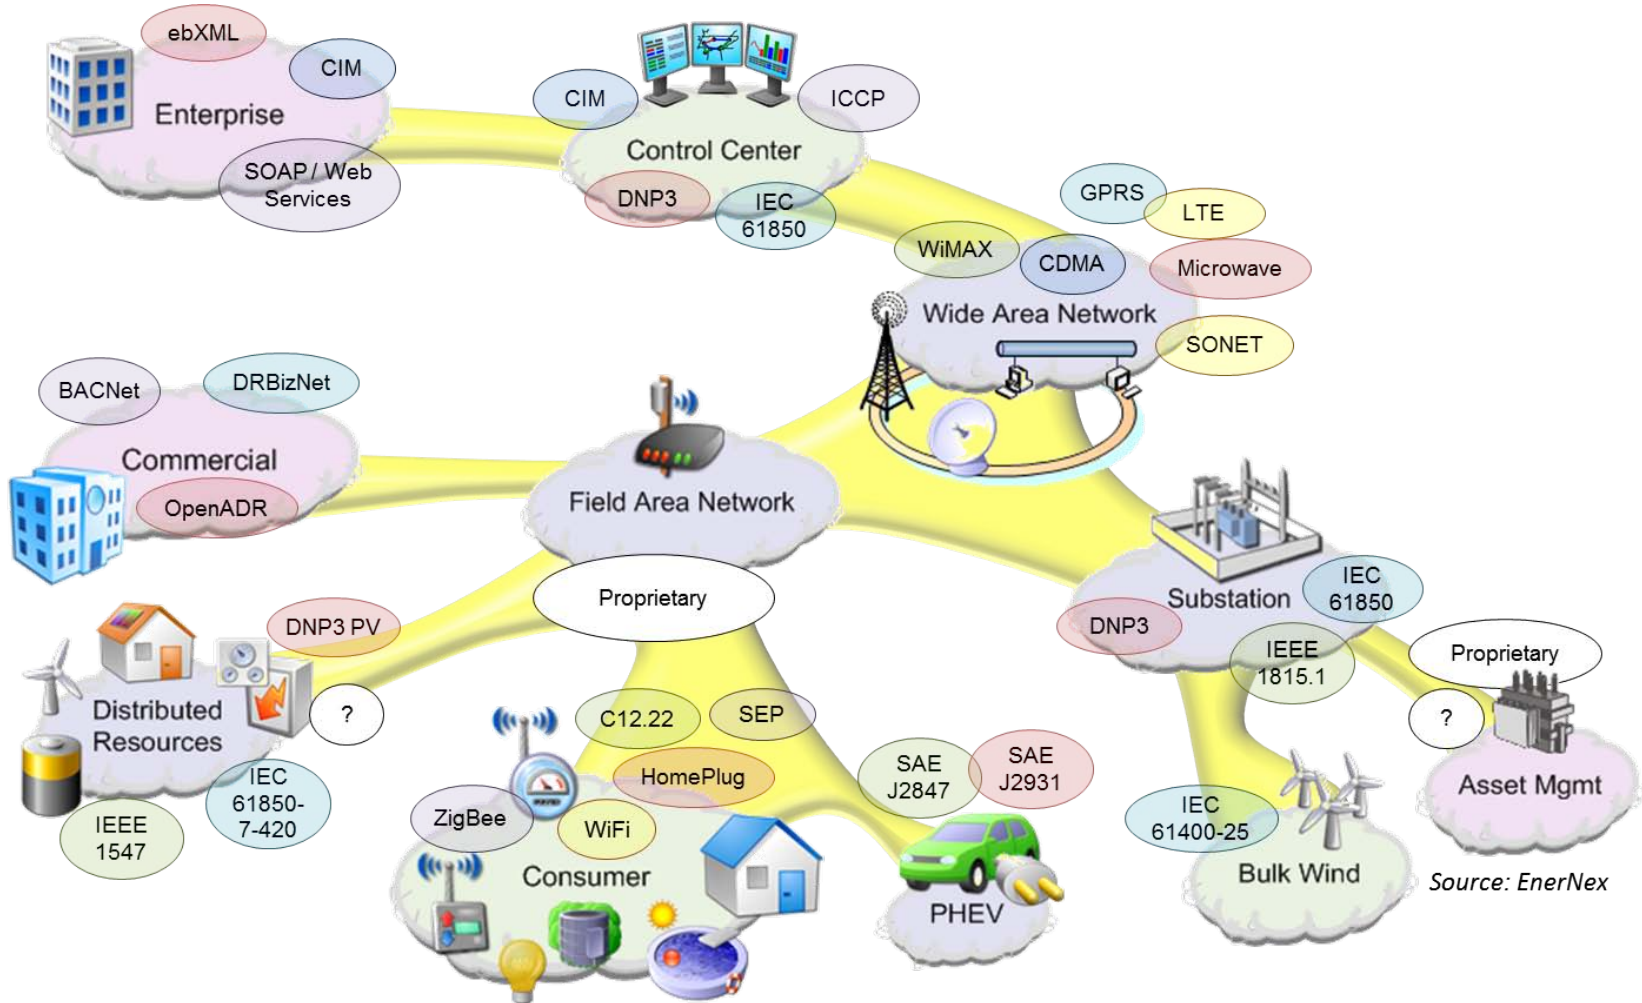 ebXML
CIM
Enterprise
SOAP / Web
Services
CIM
ICCP
Control Center
DNP3
IEC
61850
GPRS
LTE
WiMAX
CDMA
Microwave
Wide Area Network
SONET
BACNet
DRBizNet
Commercial
OpenADR
Field Area Network
Proprietary
Substation
IEC
61850
DNP3
IEEE
1815.1
Proprietary
?
Asset Mgmt
DNP3 PV
?
Distributed
Resources
IEC
61850-
7-420
IEEE
1547
C12.22
SEP
HomePlug
ZigBee
WiFi
Consumer
SAE
J2847
SAE
J2931
PHEV
IEC
61400-25
Bulk Wind
Source: EnerNex